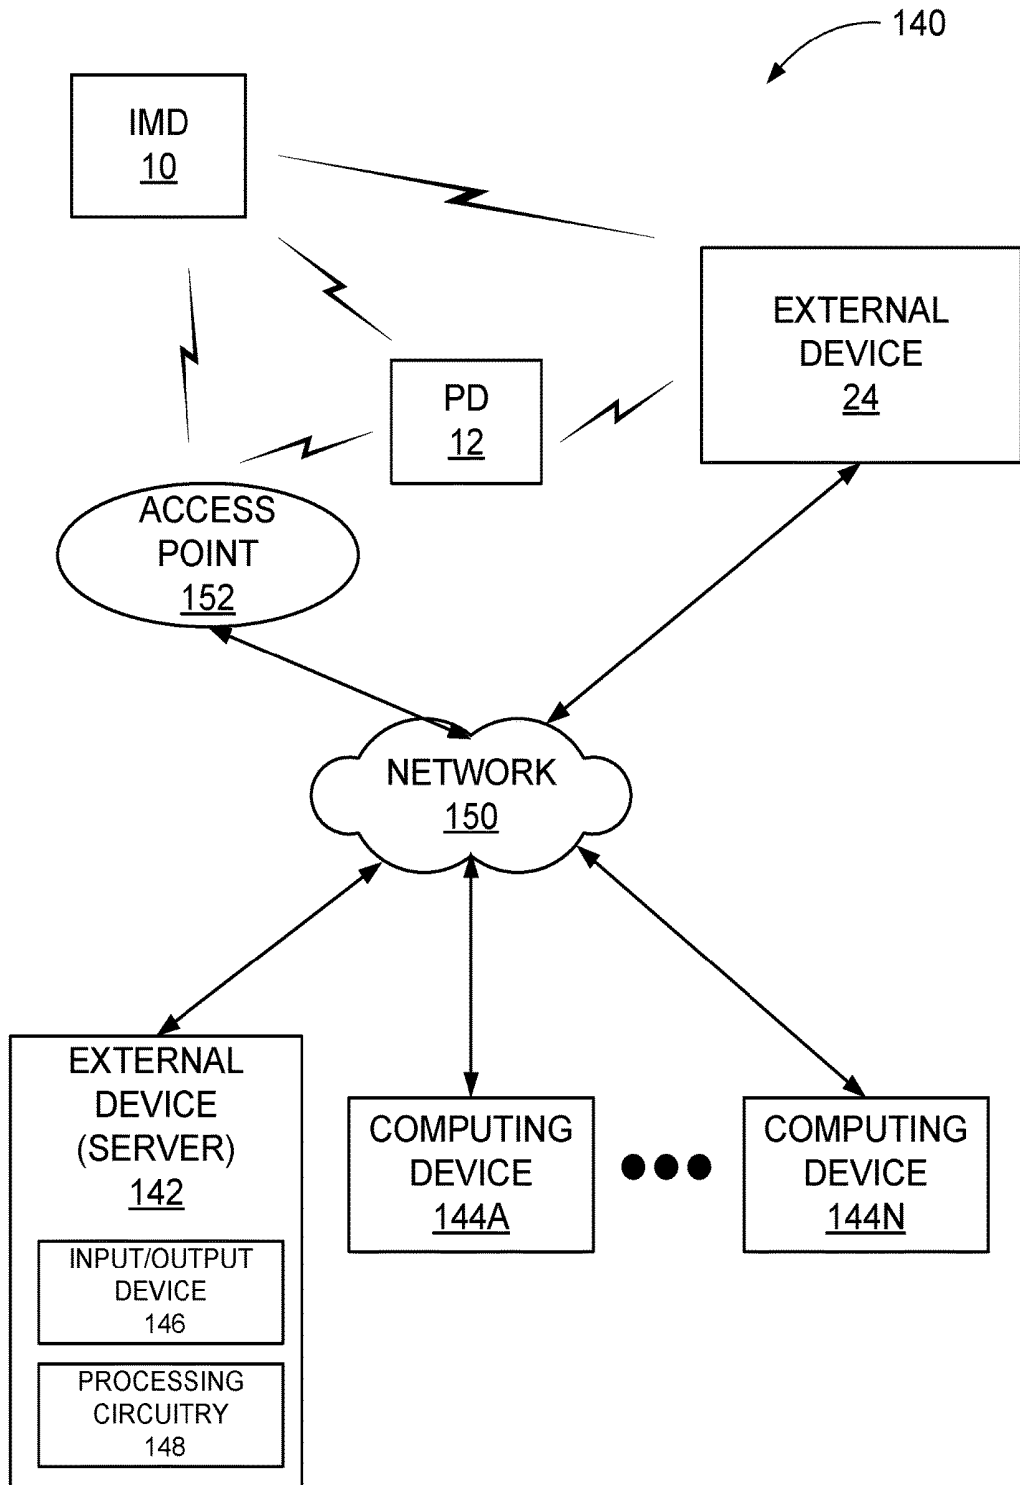 140
IMD
10
EXTERNAL
DEVICE
24
PD
12
ACCESS
POINT
152
NETWORK
150
EXTERNAL
DEVICE
(SERVER)
142
INPUT/OUTPUT
DEVICE
146
PROCESSING
CIRCUITRY
148
COMPUTING
DEVICE
144A
COMPUTING
DEVICE
144N